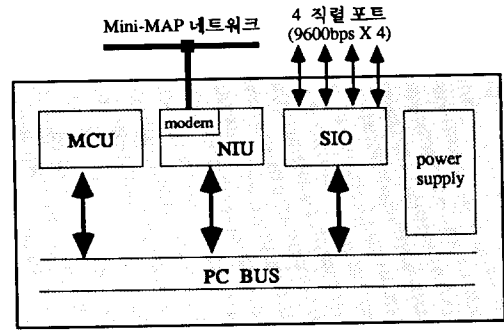 Mini-MAP 네트워크
4 직렬 포트
(9600bps X 4)
MCU
modem
NIU
SIO
power
supply
PC BUS